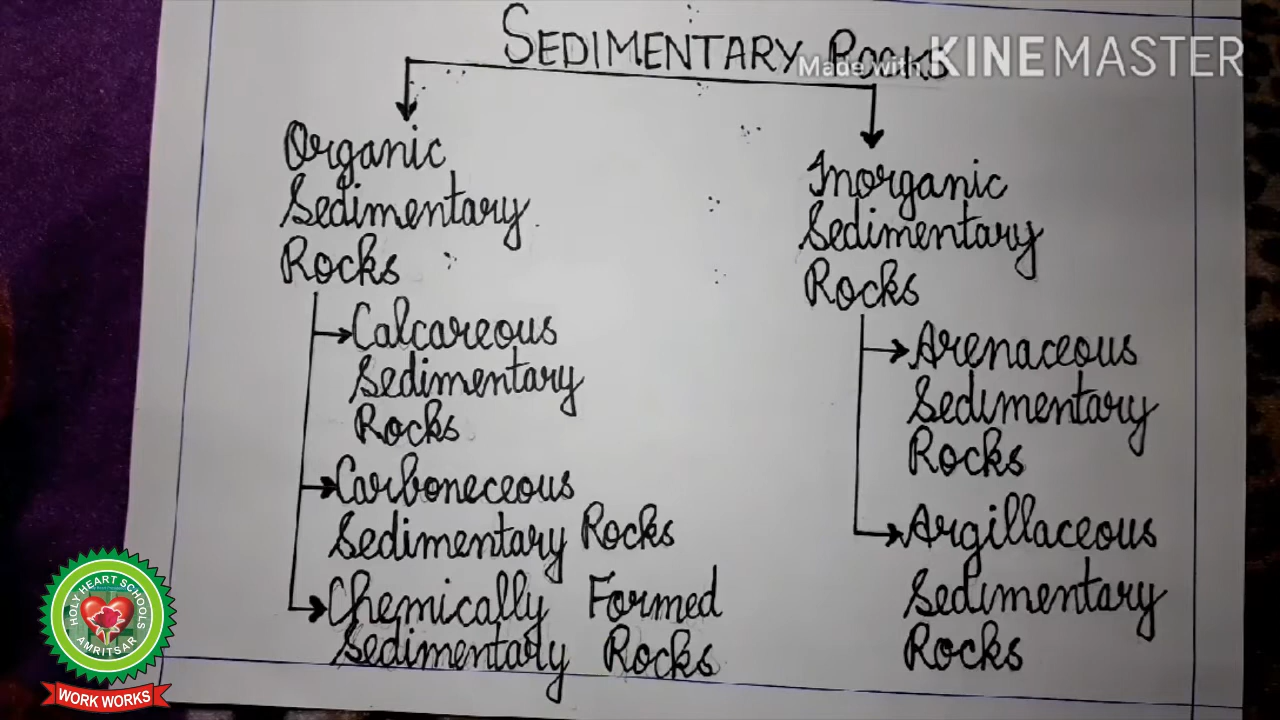 SEDIMENTARY ROCKS
Made with KINEMASTER
Organic
Sedimentary
Rocks
Calcareous
Sedimentary
Rocks
Carboneceous
Sedimentary Rocks
Chemically Formed
Sedimentary Rocks
Inorganic
Sedimentary
Rocks
Arenaceous
Sedimentary
Rocks
Argillaceous
Sedimentary
Rocks
HOLY HEART SCHOOLS
AMRITSAR
WORK WORKS